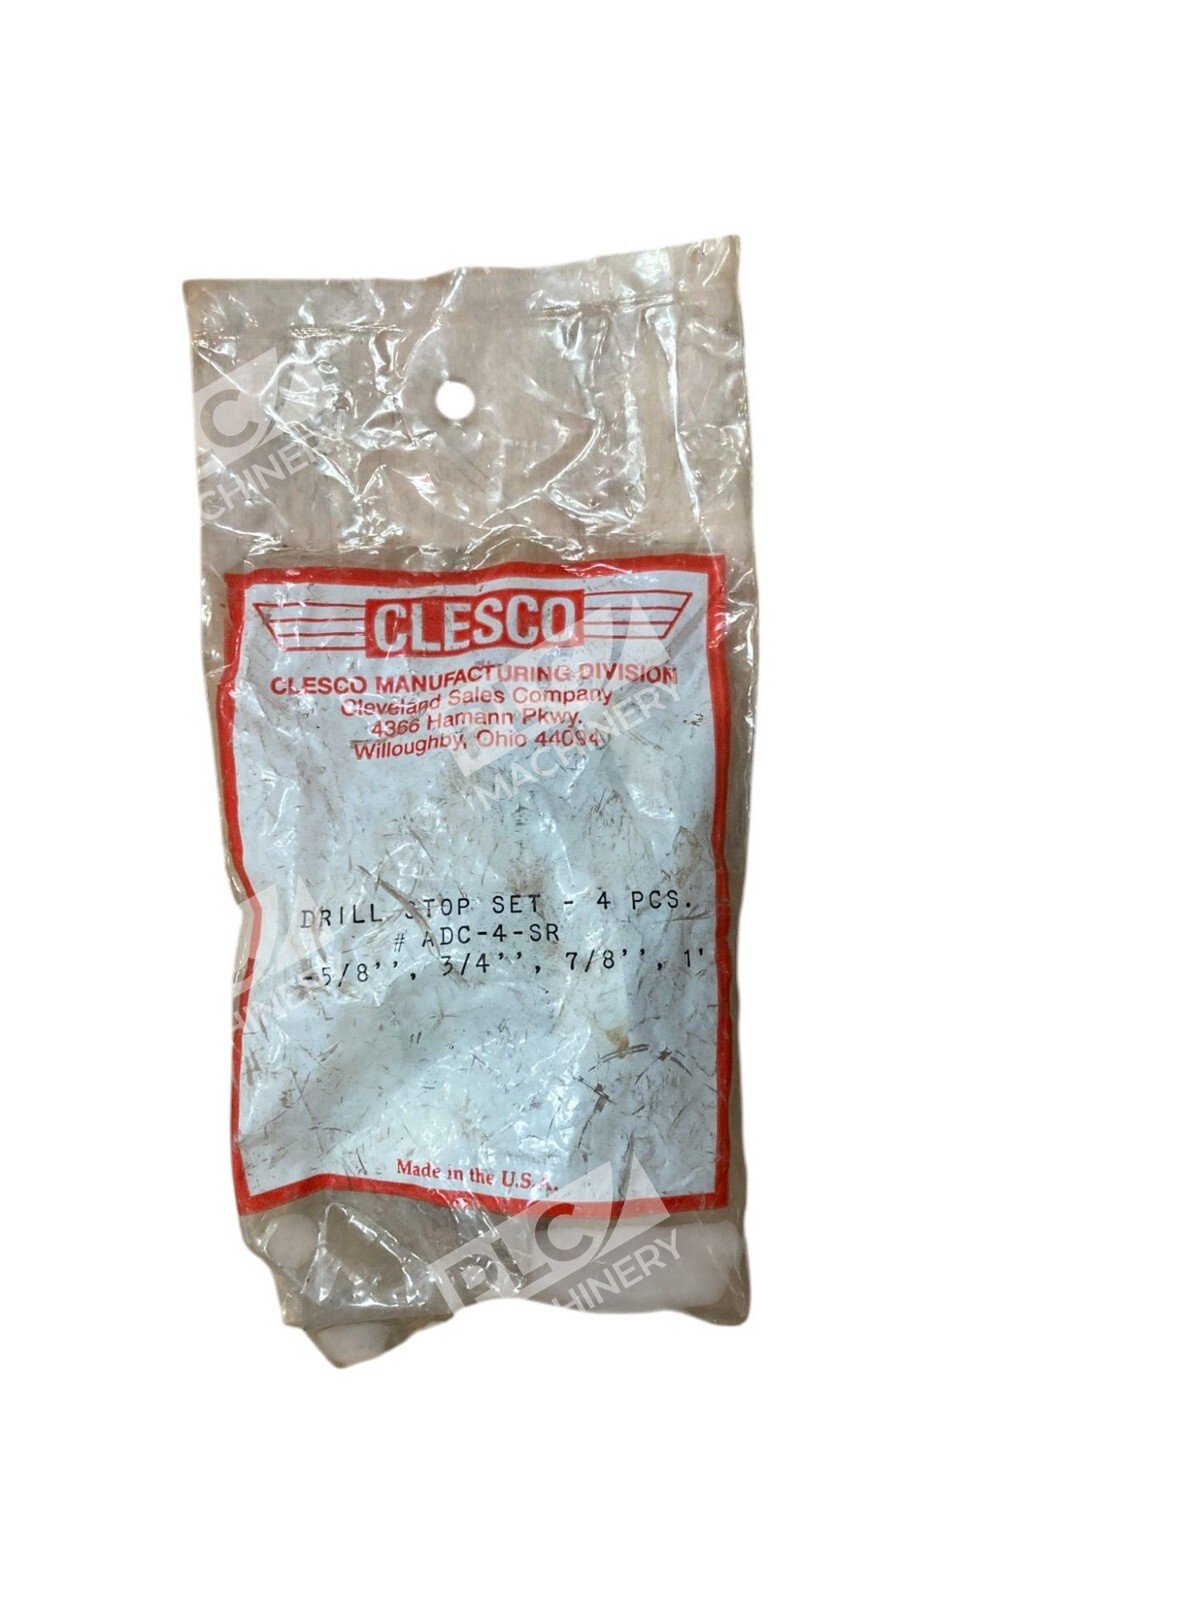 CLESCO
CLESCO MANUFACTURING DIVISION
Cleveland Sales Company
4366 Hamann Pkwy.
Willoughby, Ohio 44094
DRILL STOP SET - 4 PCS.
# ADC-4-SR
-5/8'', 3/4'', 7/8'', 1'
Made in the U.S.A.
MACHINERY